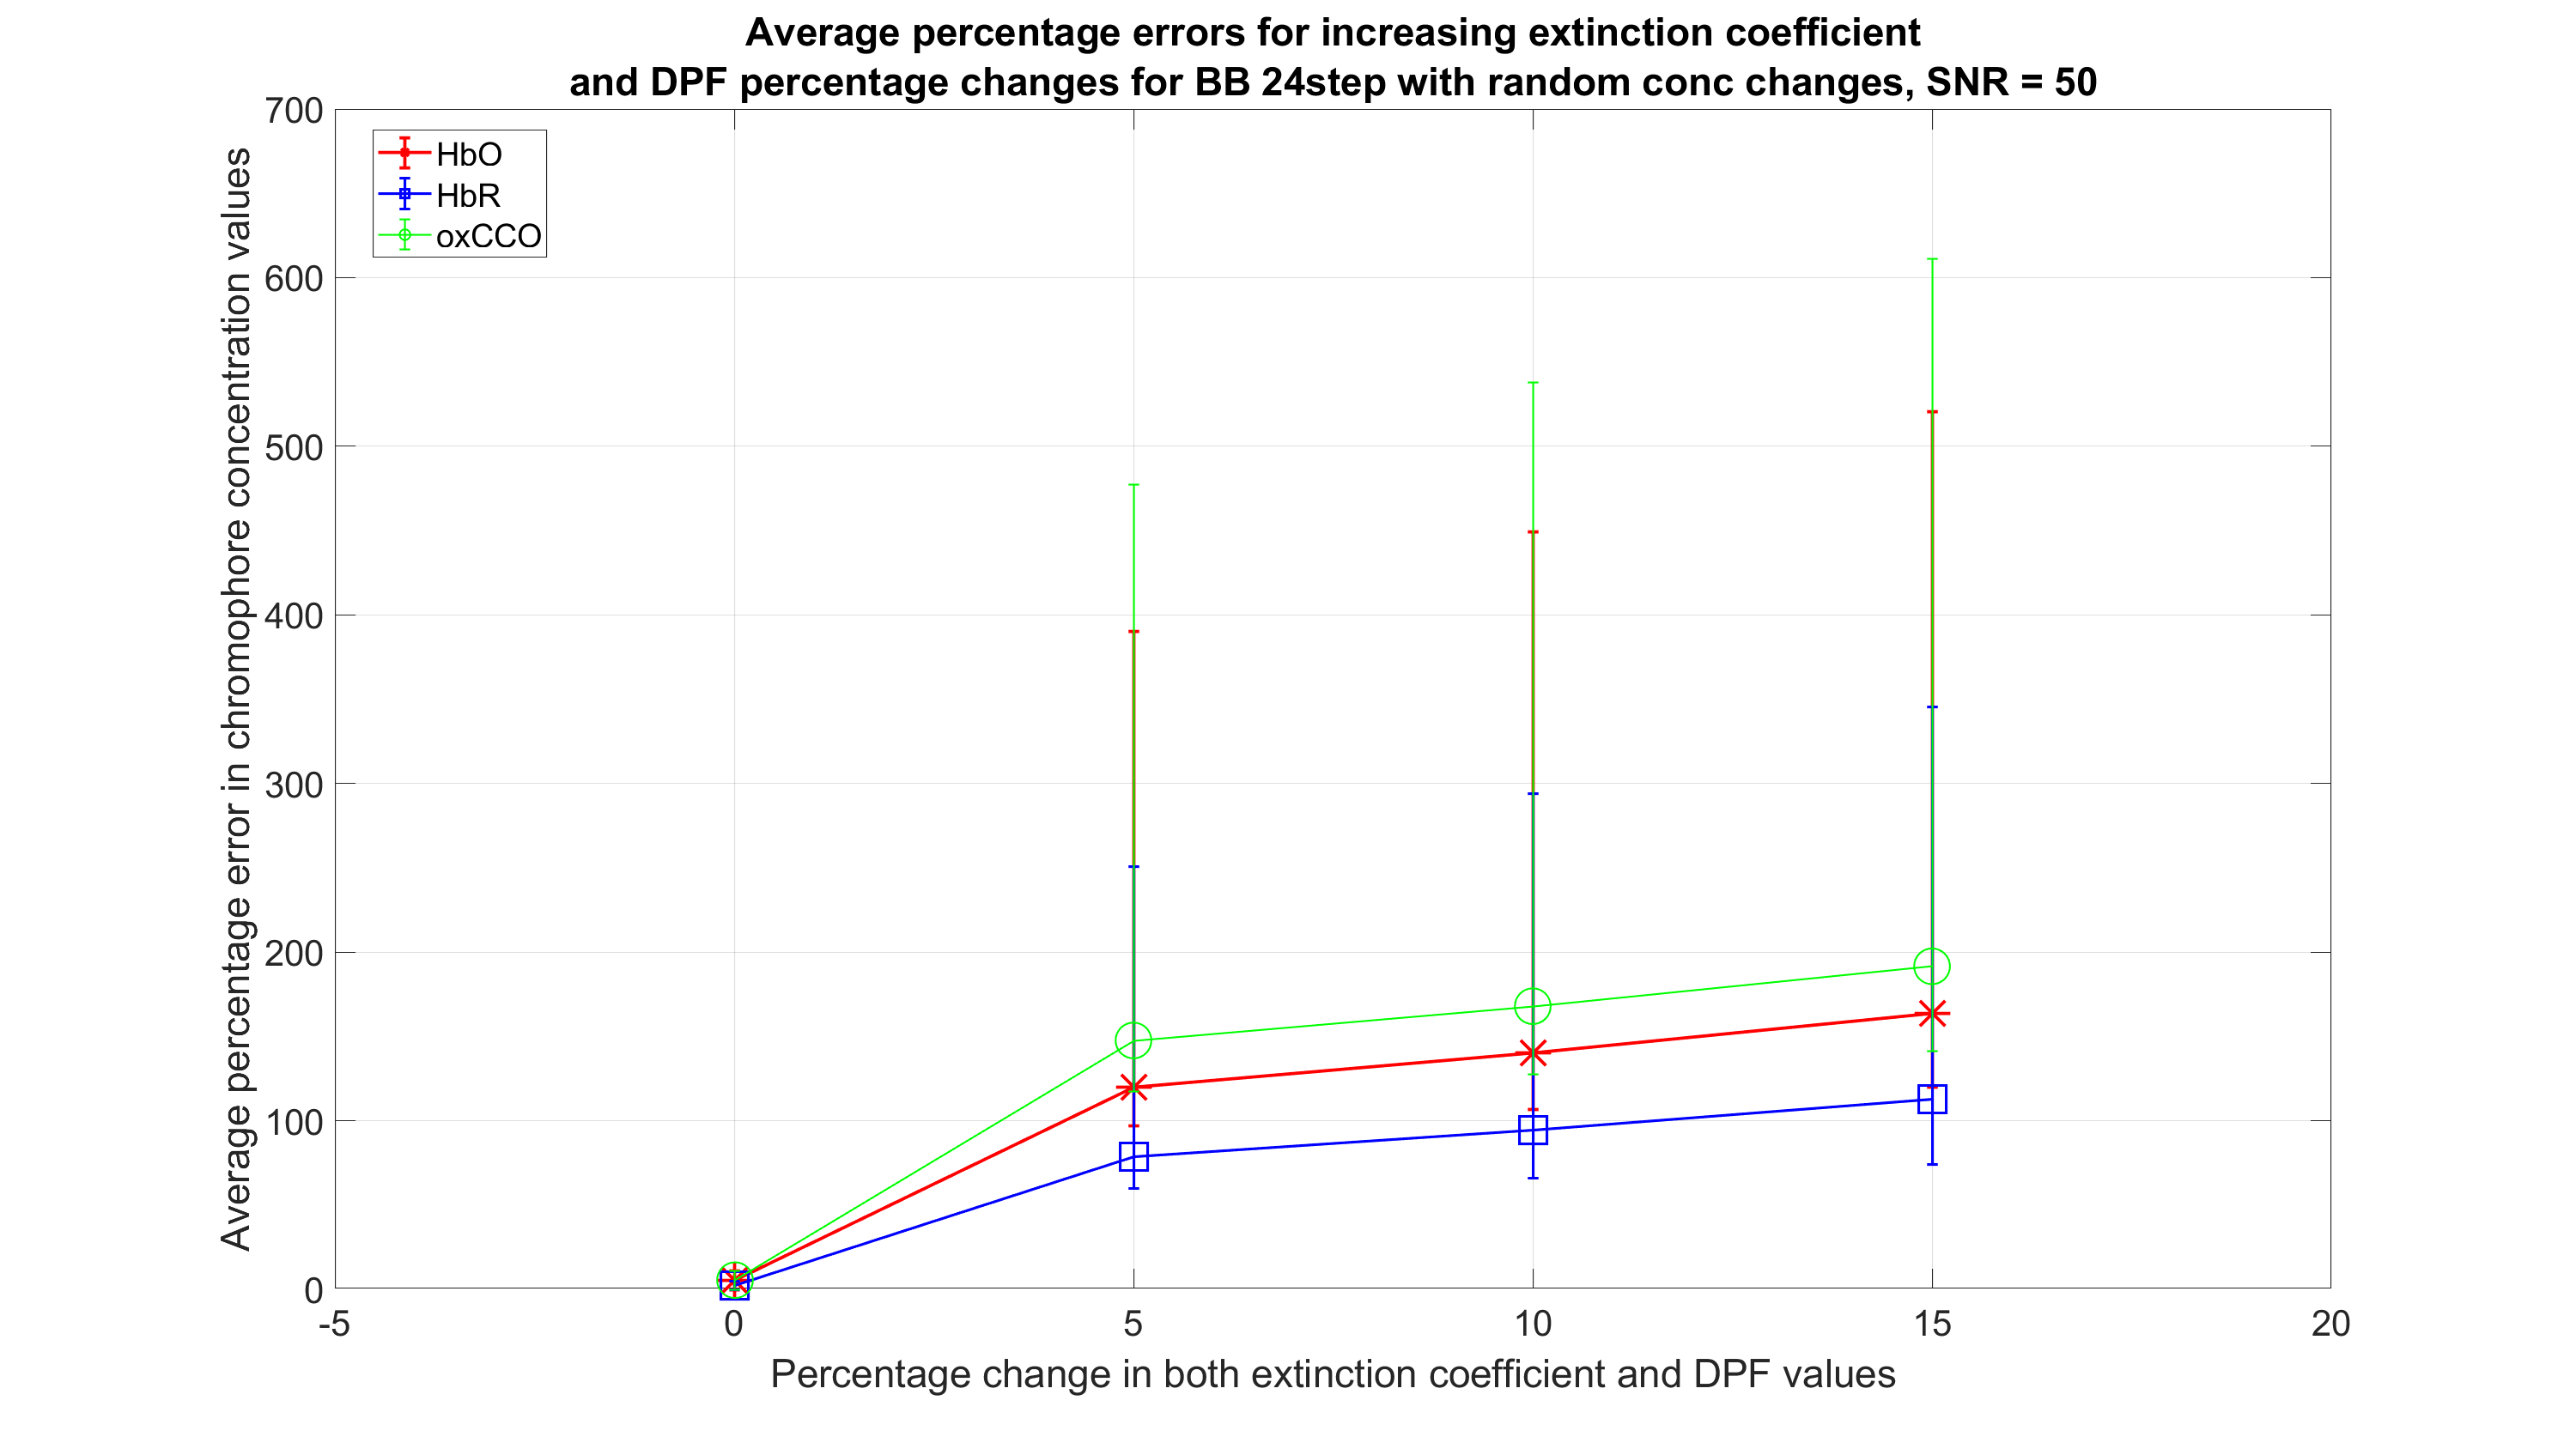 Average percentage errors for increasing extinction coefficient
and DPF percentage changes for BB 24step with random conc changes, SNR = 50
Average percentage error in chromophore concentration values
700
600
500
400
300
200
100
0
HbO
HbR
oxCCO
-5
0
5
10
15
20
Percentage change in both extinction coefficient and DPF values